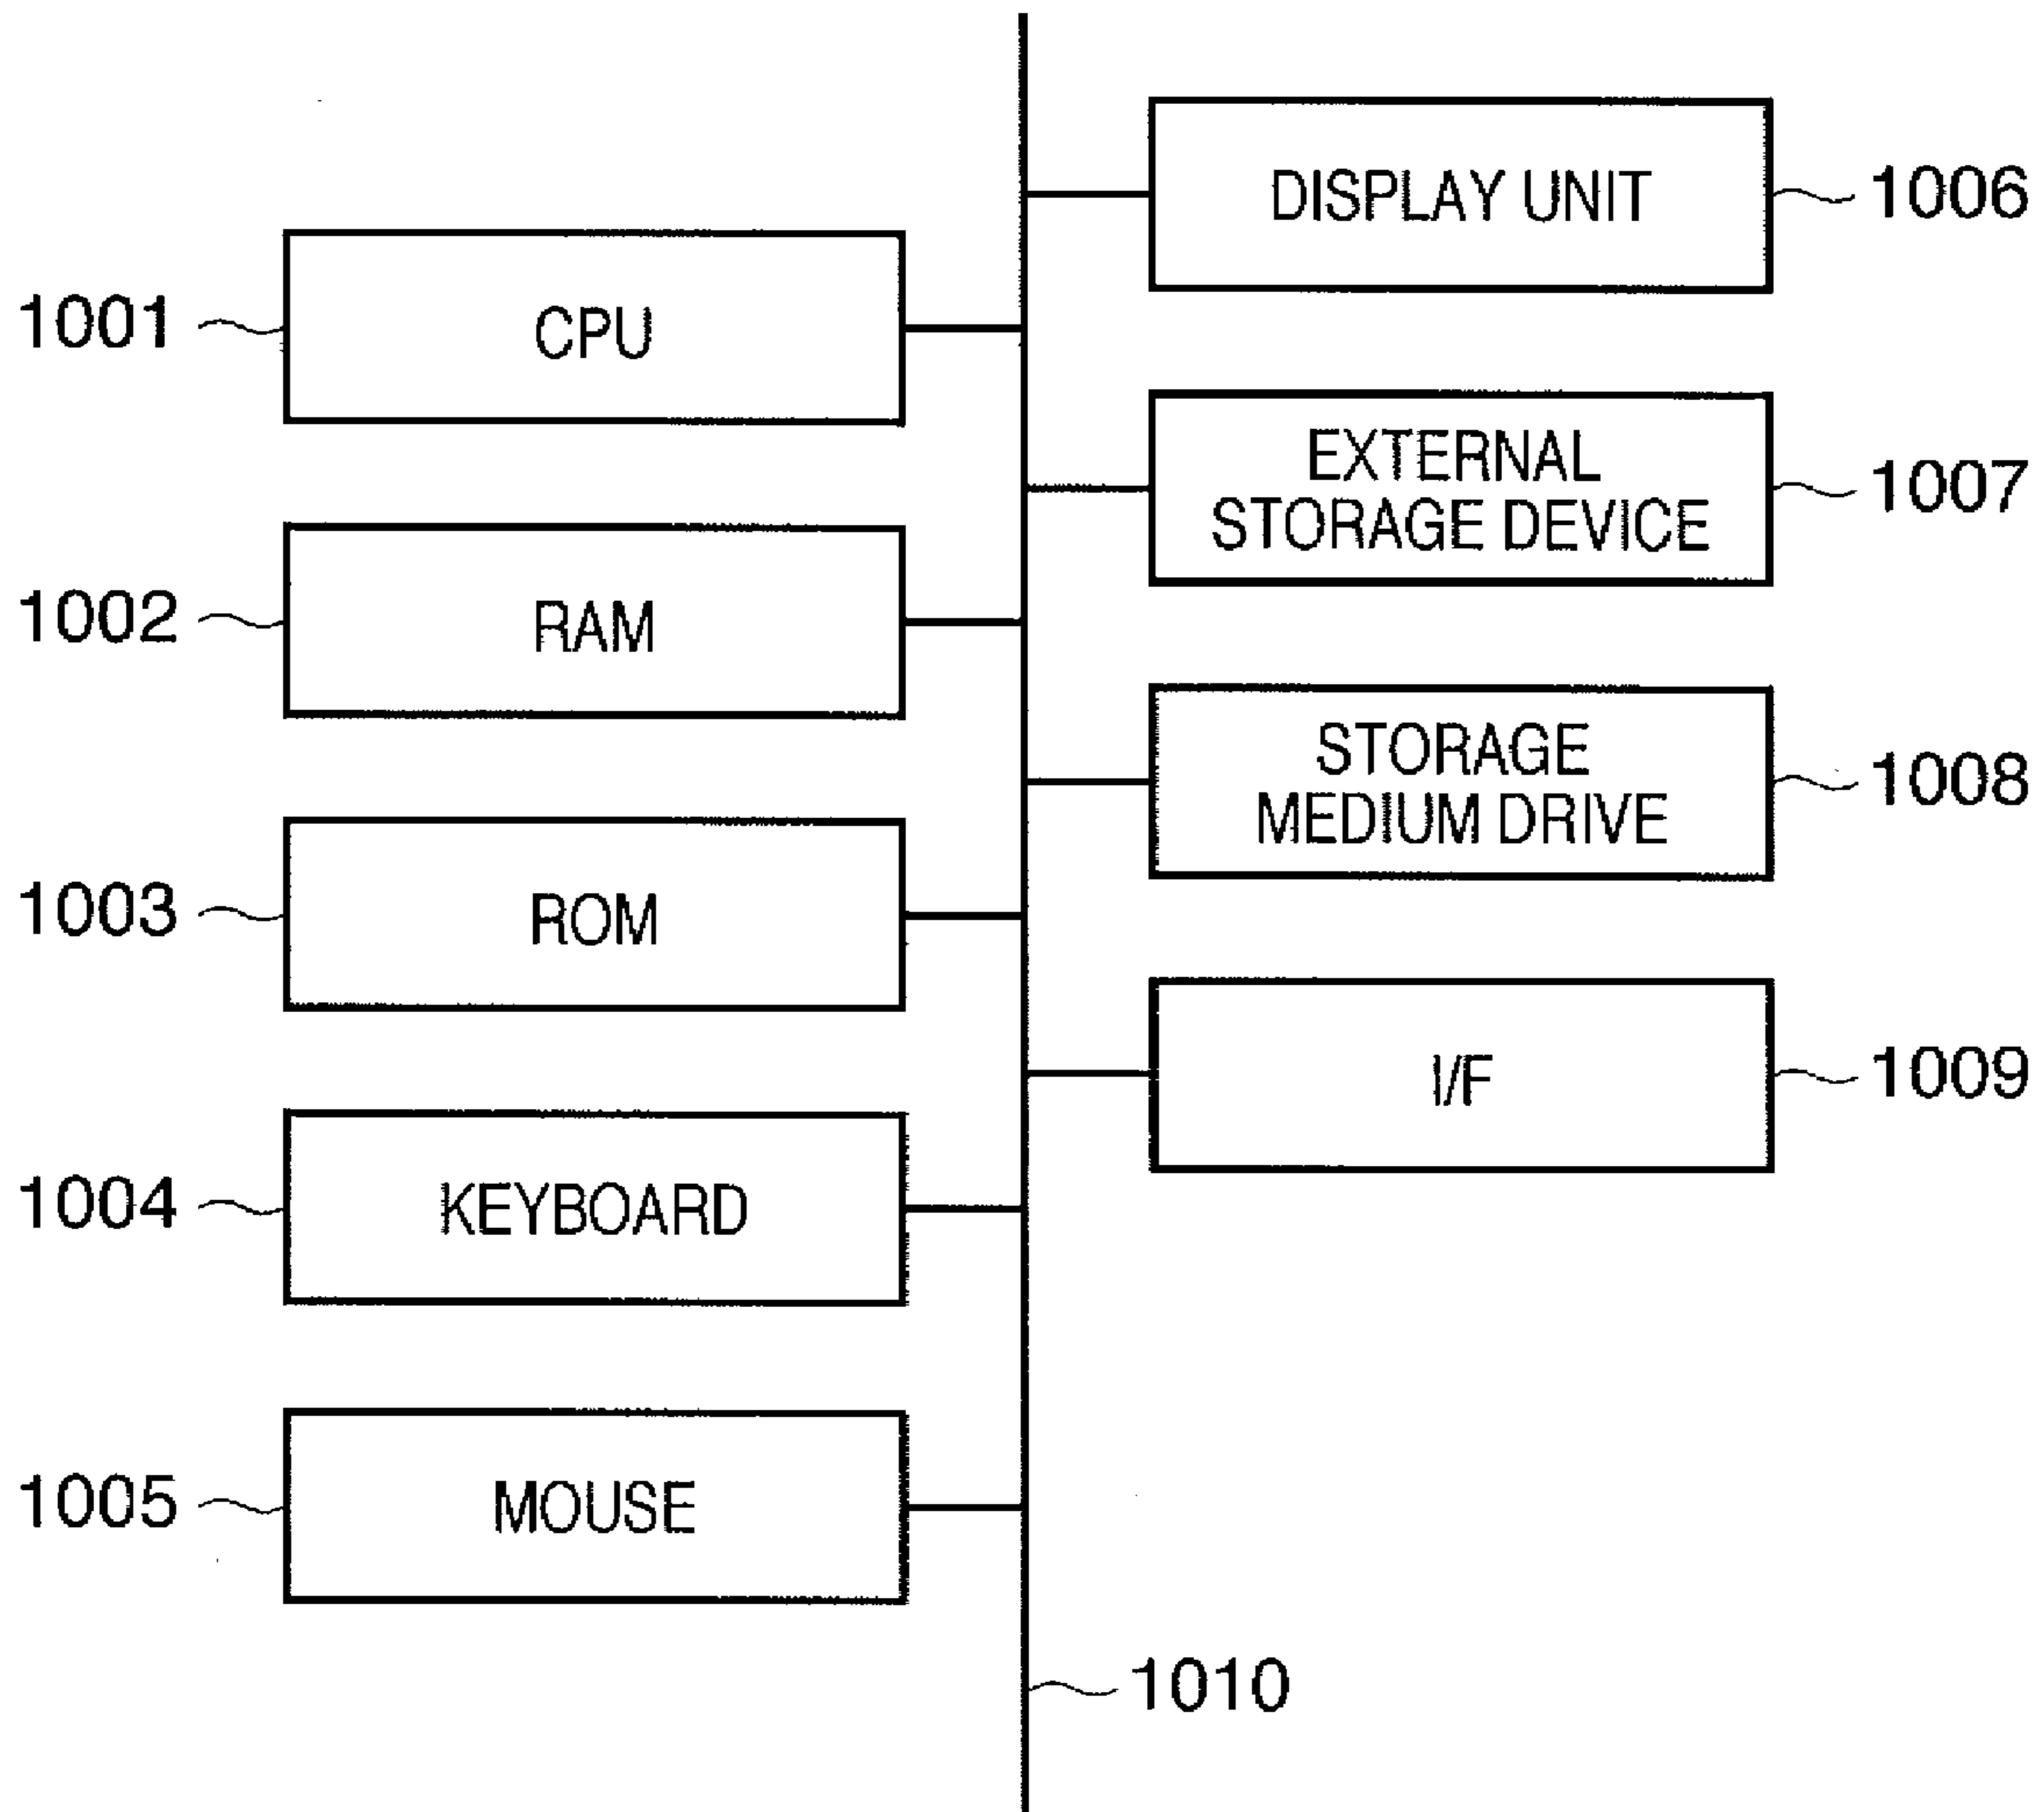 1001
CPU
1002
RAM
1003
ROM
1004
KEYBOARD
1005
MOUSE
DISPLAY UNIT
1006
EXTERNAL
STORAGE DEVICE
1007
STORAGE
MEDIUM DRIVE
1008
I/F
1009
1010